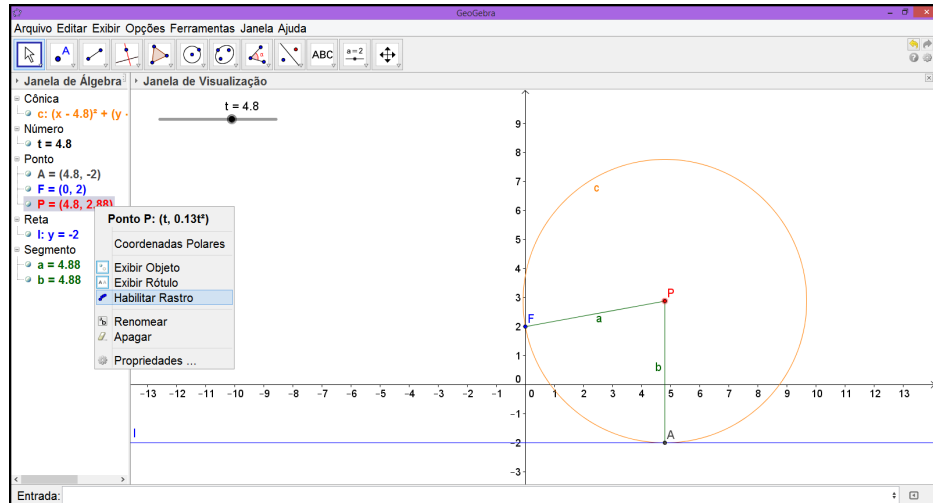 GeoGebra
Arquivo Editar Exibir Opções Ferramentas Janela Ajuda
A ABC a=2
Janela de Álgebra
Janela de Visualização
Cônica
c: (x - 4.8)² + (y -
Número
t = 4.8
Ponto
A = (4.8, -2)
F = (0, 2)
P = (4.8, 2.88)
Reta
l: y = -2
Segmento
a = 4.88
b = 4.88
Ponto P: (t, 0.13t²)
Coordenadas Polares
Exibir Objeto
Exibir Rótulo
Habilitar Rastro
Renomear
Apagar
Propriedades ...
t = 4.8
9
8
7
c
6
5
4
3
P
F
a
2
1
b
0
-13 -12 -11 -10 -9 -8 -7 -6 -5 -4 -3 -2 -1 0 1 2 3 4 5 6 7 8 9 10 11 12 13
-1
l
A
-2
-3
Entrada: